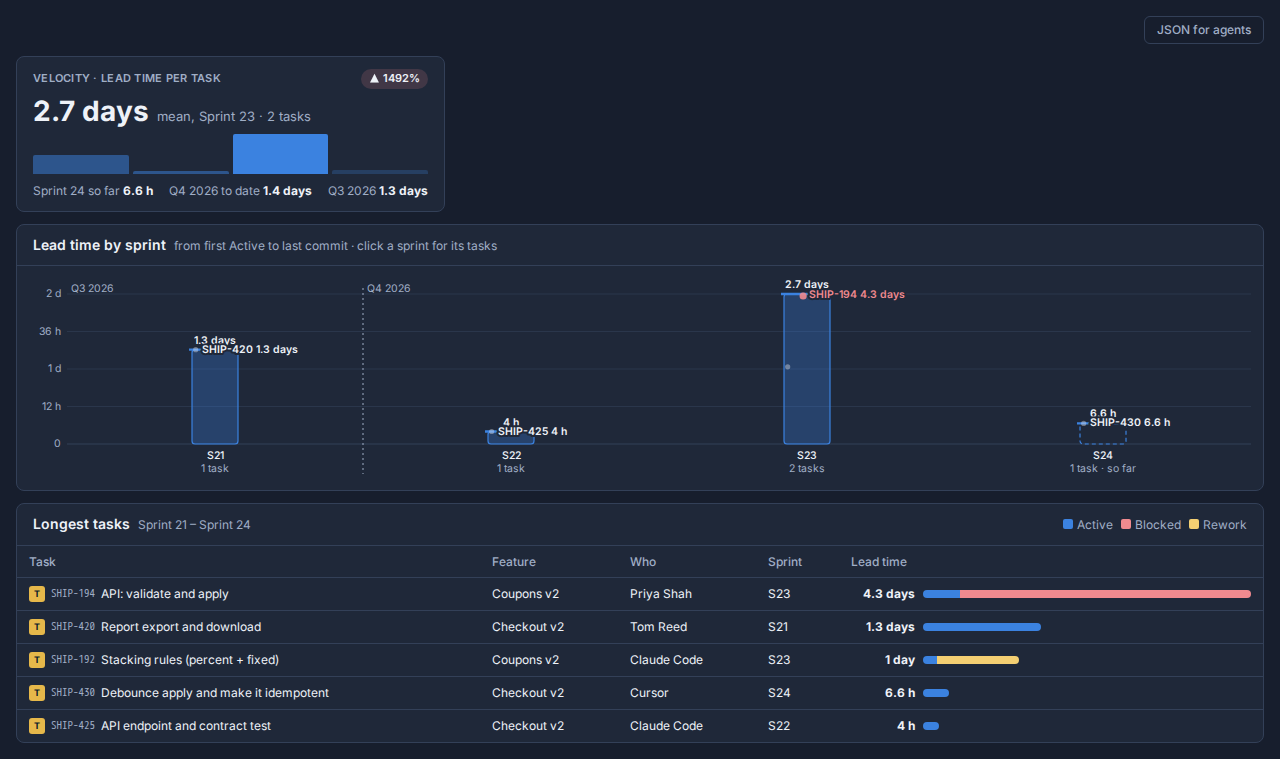 JSON for agents
VELOCITY · LEAD TIME PER TASK
▲ 1492%
2.7 days mean, Sprint 23 · 2 tasks
Sprint 24 so far 6.6 h Q4 2026 to date 1.4 days Q3 2026 1.3 days
Lead time by sprint from first Active to last commit · click a sprint for its tasks
2 d
36 h
1 d
12 h
0
Q3 2026
Q4 2026
1.3 days
SHIP-420 1.3 days
4 h
SHIP-425 4 h
2.7 days
SHIP-194 4.3 days
6.6 h
SHIP-430 6.6 h
S21
1 task
S22
1 task
S23
2 tasks
S24
1 task · so far
Longest tasks Sprint 21 – Sprint 24
Active Blocked Rework
Task Feature Who Sprint Lead time
T SHIP-194 API: validate and apply Coupons v2 Priya Shah S23 4.3 days
T SHIP-420 Report export and download Checkout v2 Tom Reed S21 1.3 days
T SHIP-192 Stacking rules (percent + fixed) Coupons v2 Claude Code S23 1 day
T SHIP-430 Debounce apply and make it idempotent Checkout v2 Cursor S24 6.6 h
T SHIP-425 API endpoint and contract test Checkout v2 Claude Code S22 4 h